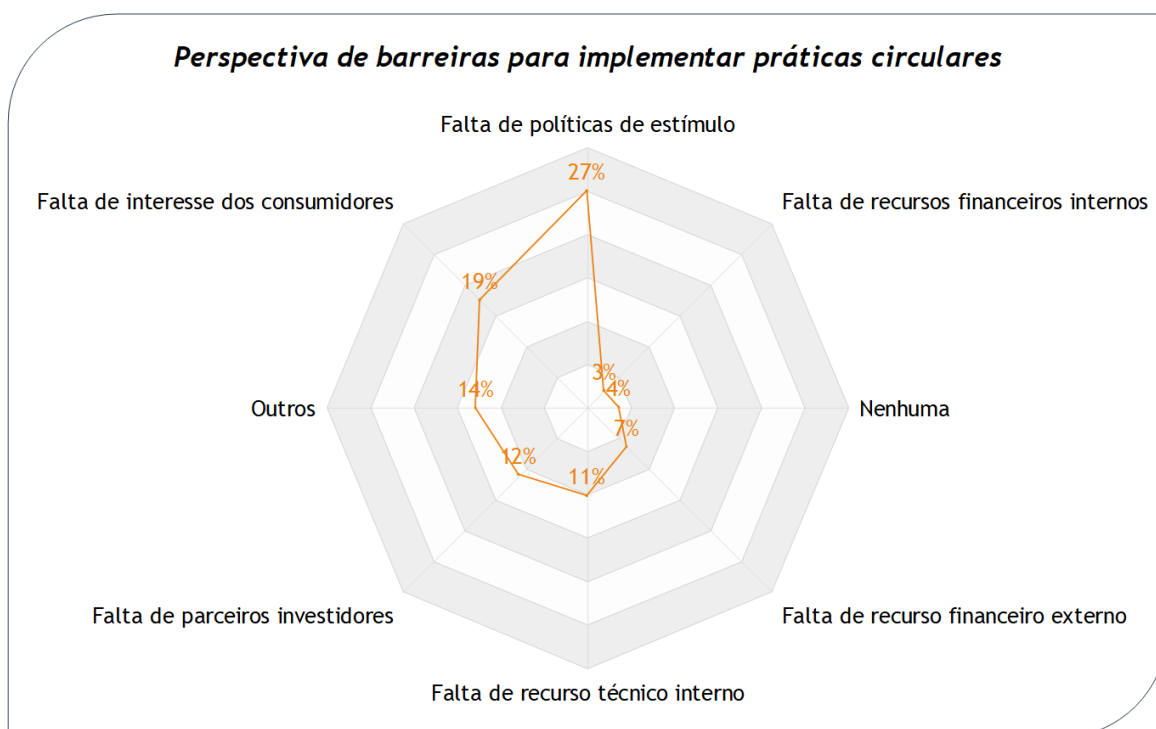 Perspectiva de barreiras para implementar práticas circulares
Falta de políticas de estímulo
27%
Falta de interesse dos consumidores
Falta de recursos financeiros internos
19%
3%
4%
14%
Outros
Nenhuma
7%
12%
11%
Falta de parceiros investidores
Falta de recurso financeiro externo
Falta de recurso técnico interno